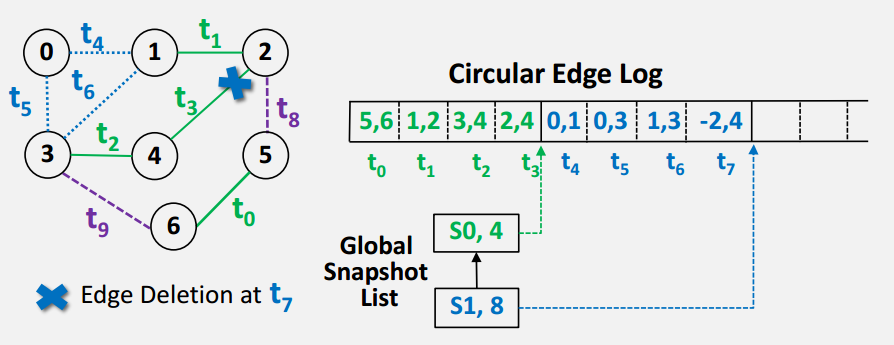 t4
t1
0
1
2
t5
t6
t3
t8
t2
3
4
5
t9
6
t0
Edge Deletion at t7
Circular Edge Log
5,6 1,2 3,4 2,4 0,1 0,3 1,3 -2,4
t0 t1 t2 t3 t4 t5 t6 t7
Global
Snapshot
List
S0, 4
S1, 8